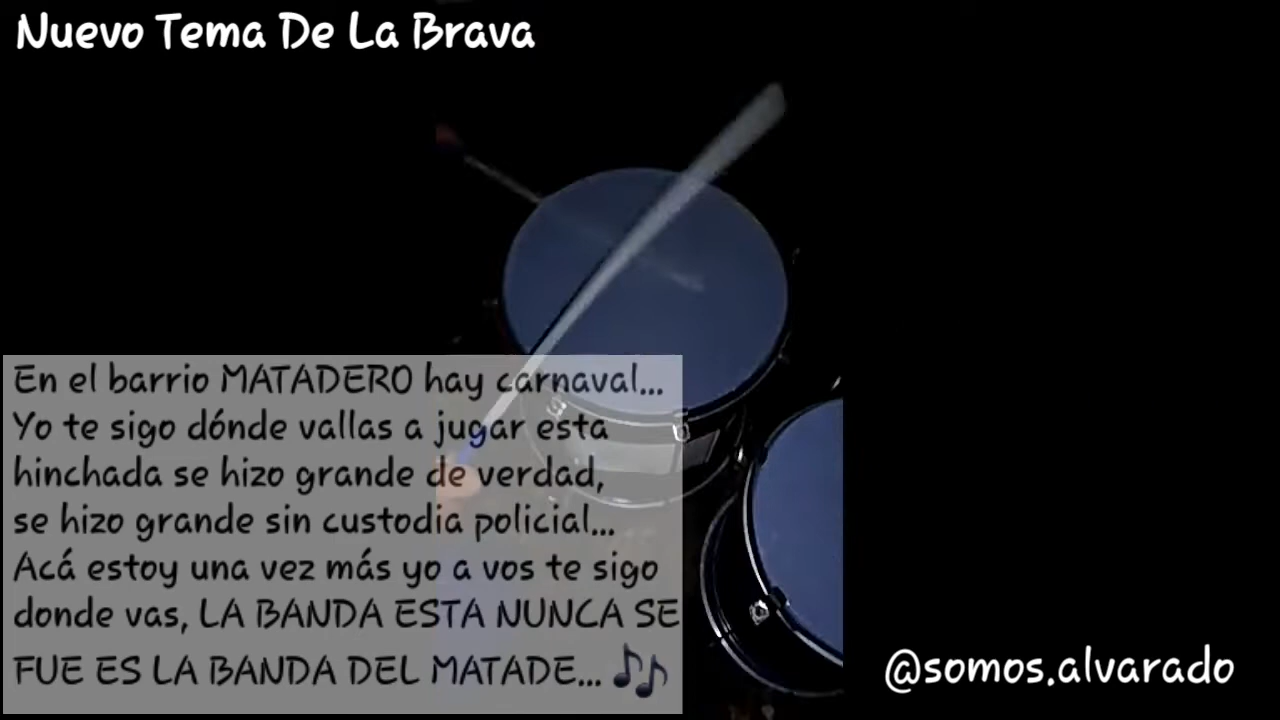 Nuevo Tema De La Brava
En el barrio MATADERO hay carnaval...
Yo te sigo dónde vallas a jugar esta
hinchada se hizo grande de verdad,
se hizo grande sin custodia policial...
Acá estoy una vez más yo a vos te sigo
donde vas, LA BANDA ESTA NUNCA SE
FUE ES LA BANDA DEL MATADE... 🎶
@somos.alvarado